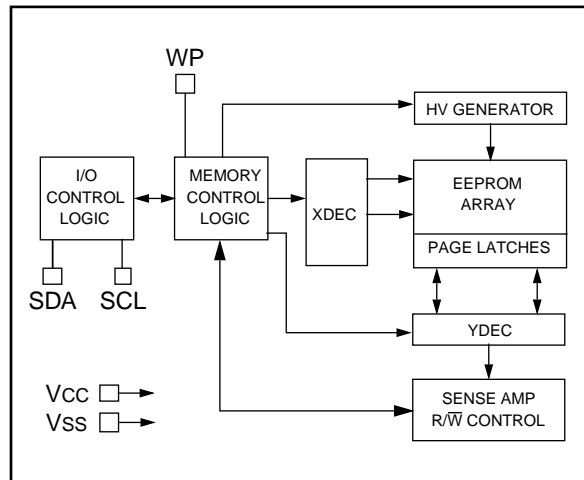 WP
HV GENERATOR
I/O
CONTROL
LOGIC
MEMORY
CONTROL
LOGIC
XDEC
EEPROM
ARRAY
PAGE LATCHES
SDA
SCL
YDEC
VCC
VSS
SENSE AMP
R/W̅ CONTROL